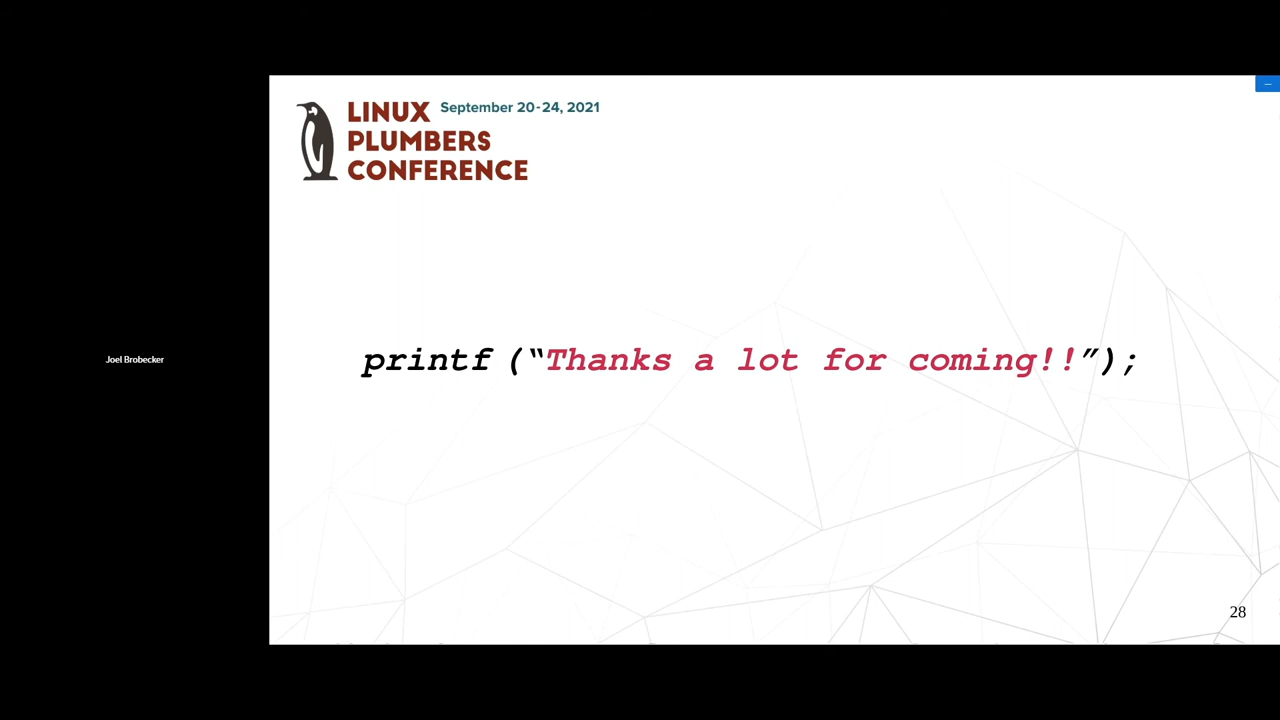 LINUX September 20-24, 2021
PLUMBERS
CONFERENCE
Joel Brobecker
printf (“Thanks a lot for coming!!”);
28